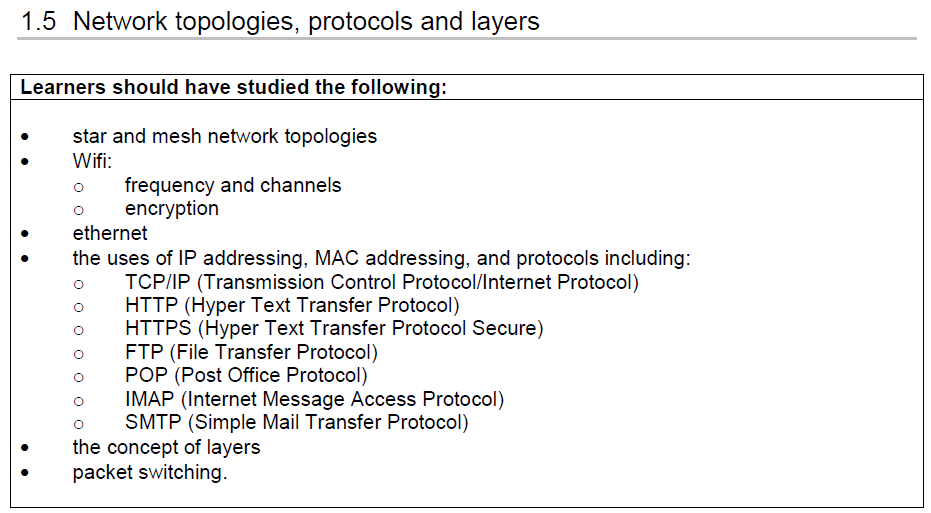 1.5 Network topologies, protocols and layers
Learners should have studied the following:
• star and mesh network topologies
• Wifi:
o frequency and channels
o encryption
• ethernet
• the uses of IP addressing, MAC addressing, and protocols including:
o TCP/IP (Transmission Control Protocol/Internet Protocol)
o HTTP (Hyper Text Transfer Protocol)
o HTTPS (Hyper Text Transfer Protocol Secure)
o FTP (File Transfer Protocol)
o POP (Post Office Protocol)
o IMAP (Internet Message Access Protocol)
o SMTP (Simple Mail Transfer Protocol)
• the concept of layers
• packet switching.